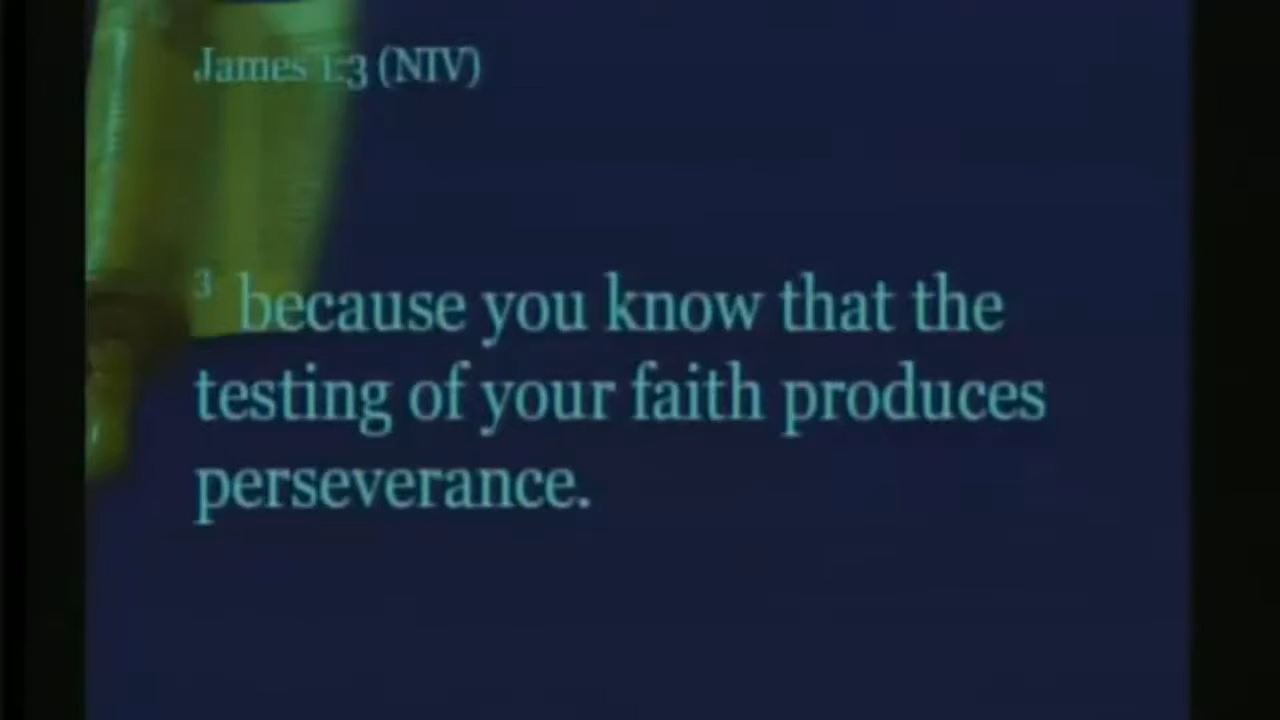 James 1:3 (NIV)
3 because you know that the
testing of your faith produces
perseverance.